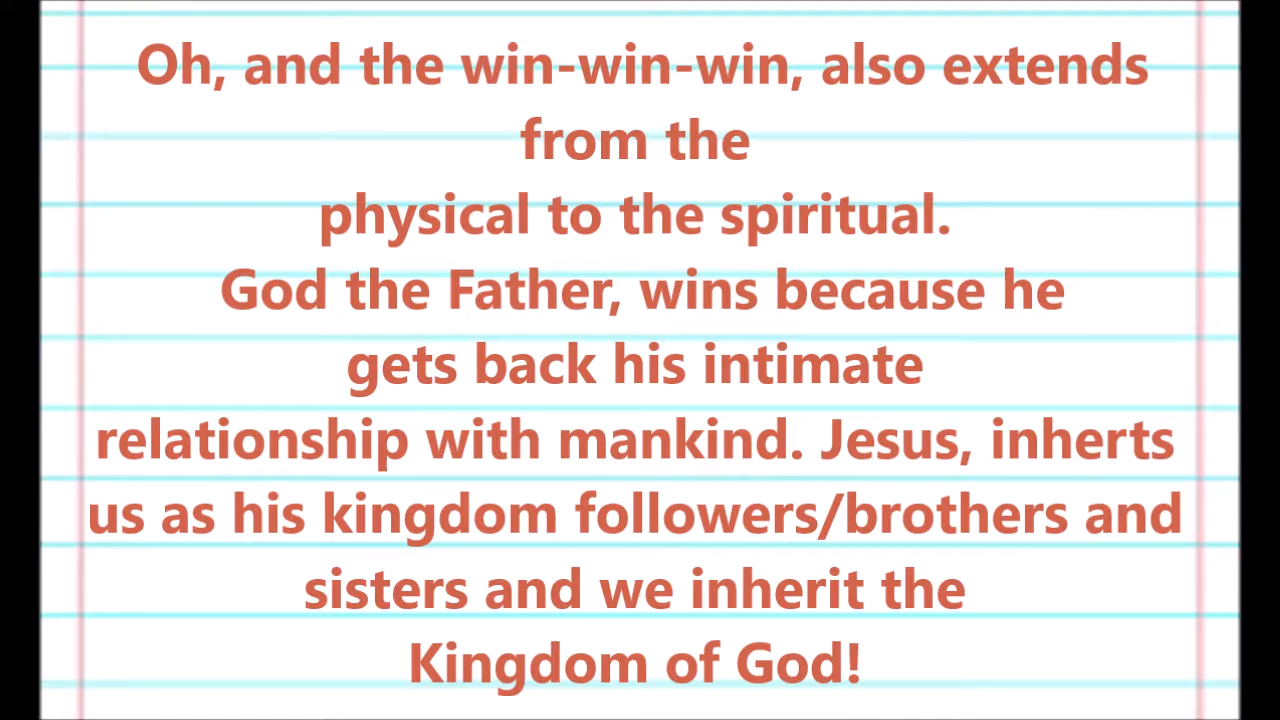 Oh, and the win-win-win, also extends
from the
physical to the spiritual.
God the Father, wins because he
gets back his intimate
relationship with mankind. Jesus, inherts
us as his kingdom followers/brothers and
sisters and we inherit the
Kingdom of God!